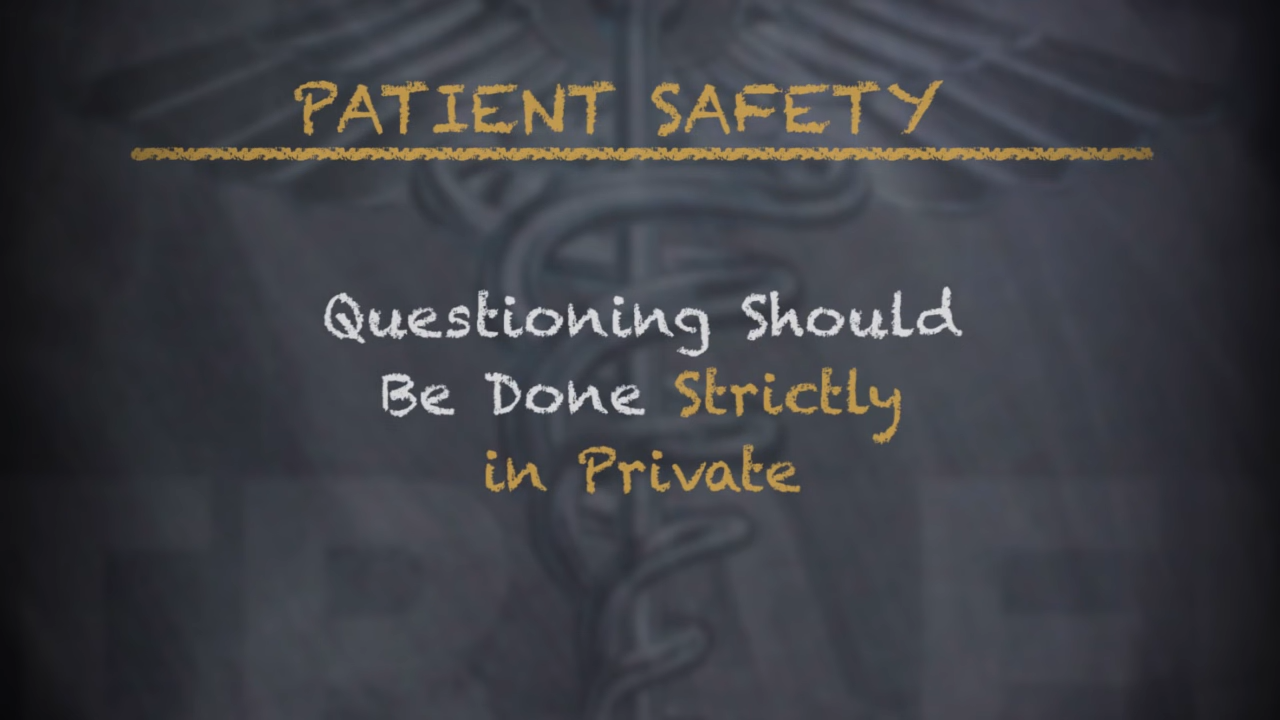 PATIENT SAFETY
Questioning Should
Be Done Strictly
in Private